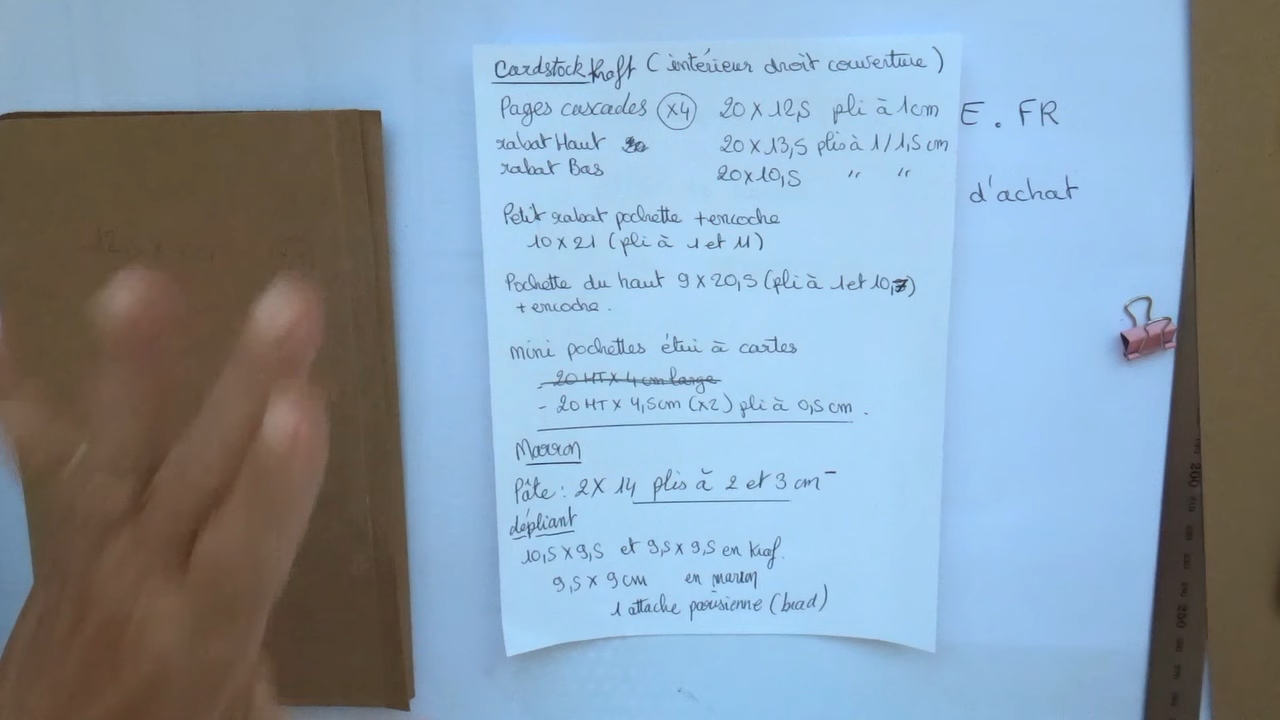 Cardstock kraft (intérieur droit couverture)
Pages cascades x4 20 x 12,5 pli à 1cm
rabat Haut 20 x 13,5 plis à 1/1,5 cm
rabat Bas 20x10,5 " "
E. FR
d'achat
Petit rabat pochette + encoche
10 x 21 (pli à 1 et 11)
Pochette du haut 9 x 20,5 (pli à 1 et 10,7)
+ encoche.
mini pochettes étui à cartes
- 20 HT x 4 cm large
- 20 HT x 4,5cm (x2) pli à 0,5 cm.
Marron
Pâte: 2 x 14 plis à 2 et 3 cm
dépliant
10,5 x 9,5 et 9,5 x 9,5 en kraf.
9,5 x 9 cm en marron
1 attache parisienne (brad)
200
200